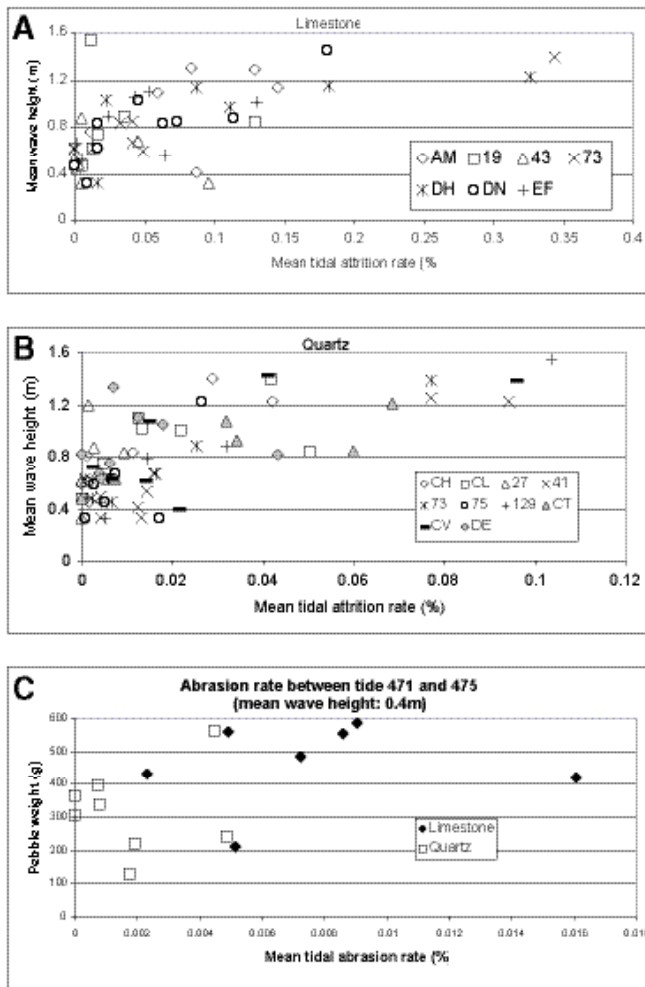 A
Limestone
1.6
1.2
0.8
0.4
0
Mean wave height (m)
AM 19 43 73
DH DN EF
0 0.05 0.1 0.15 0.2 0.25 0.3 0.35 0.4
Mean tidal attrition rate (%
B
Quartz
1.6
1.2
0.8
0.4
0
Mean wave height (m)
CH CL 27 41
73 75 129 CT
CV DE
0 0.02 0.04 0.06 0.08 0.1 0.12
Mean tidal attrition rate (%)
C
Abrasion rate between tide 471 and 475
(mean wave height: 0.4m)
600
500
400
300
200
100
0
Pebble weight (g)
Limestone
Quartz
0 0.002 0.004 0.006 0.008 0.01 0.012 0.014 0.016
Mean tidal abrasion rate (%